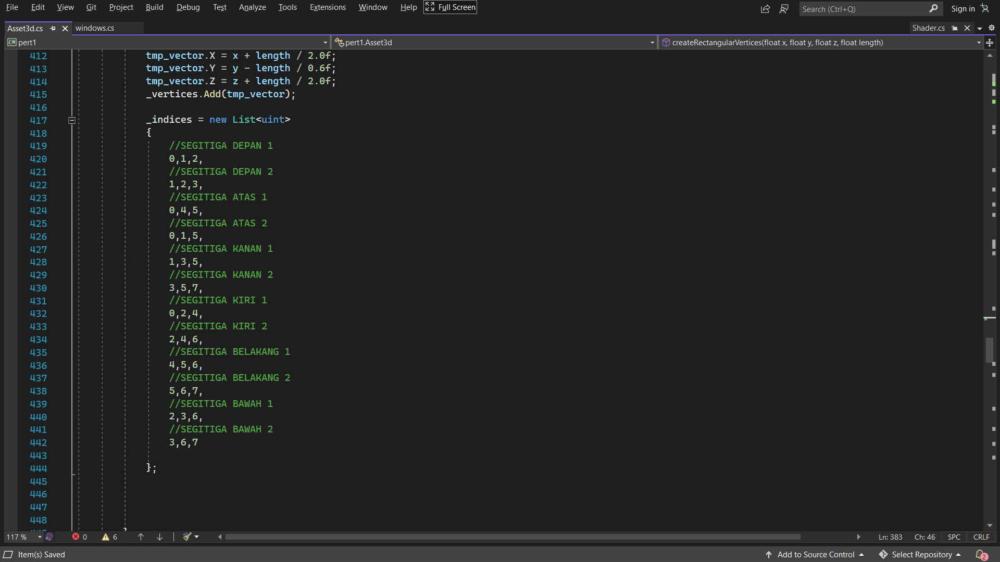 File Edit View Git Project Build Debug Test Analyze Tools Extensions Window Help Full Screen Search (Ctrl+Q) Sign in
Asset3d.cs windows.cs Shader.cs
C# pert1 pert1.Asset3d createRectangularVertices(float x, float y, float z, float length)
412 tmp_vector.X = x + length / 2.0f;
413 tmp_vector.Y = y - length / 0.6f;
414 tmp_vector.Z = z + length / 2.0f;
415 _vertices.Add(tmp_vector);
416
417 _indices = new List<uint>
418 {
419 //SEGITIGA DEPAN 1
420 0,1,2,
421 //SEGITIGA DEPAN 2
422 1,2,3,
423 //SEGITIGA ATAS 1
424 0,4,5,
425 //SEGITIGA ATAS 2
426 0,1,5,
427 //SEGITIGA KANAN 1
428 1,3,5,
429 //SEGITIGA KANAN 2
430 3,5,7,
431 //SEGITIGA KIRI 1
432 0,2,4,
433 //SEGITIGA KIRI 2
434 2,4,6,
435 //SEGITIGA BELAKANG 1
436 4,5,6,
437 //SEGITIGA BELAKANG 2
438 5,6,7,
439 //SEGITIGA BAWAH 1
440 2,3,6,
441 //SEGITIGA BAWAH 2
442 3,6,7
443
444 };
445
446
447
448
117 % 0 6 Ln: 383 Ch: 46 SPC CRLF
Item(s) Saved Add to Source Control Select Repository 2